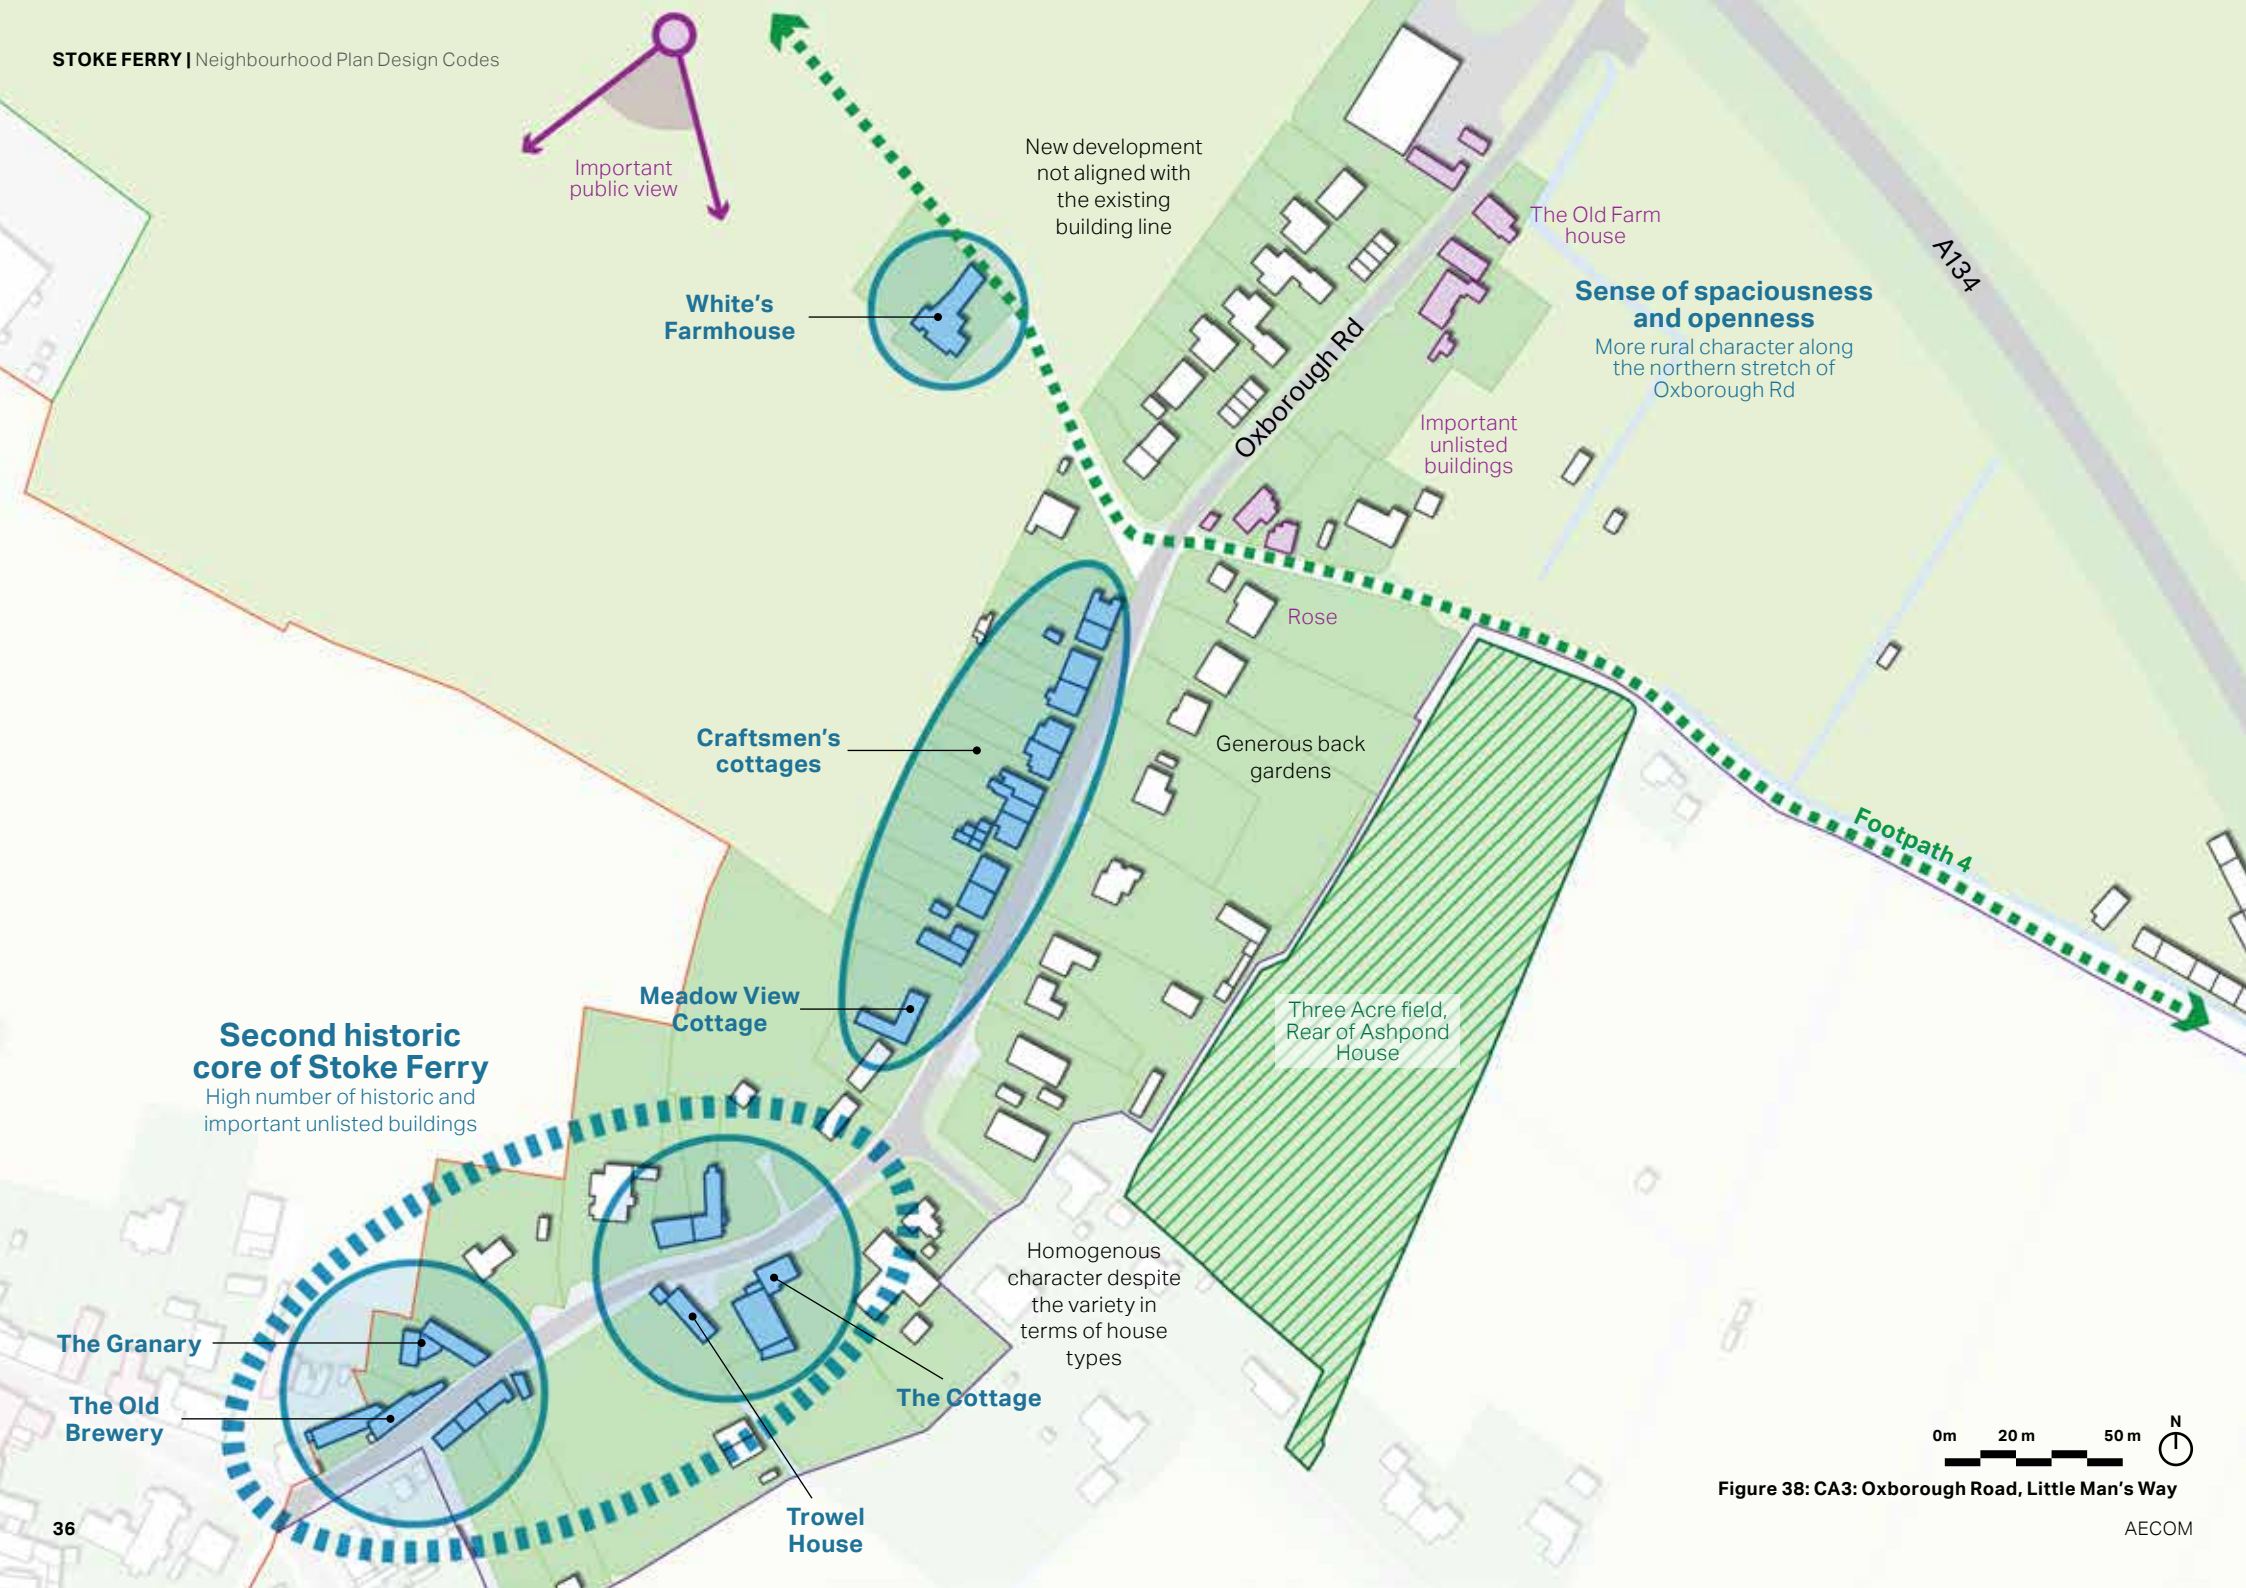 STOKE FERRY | Neighbourhood Plan Design Codes
Important
public view
New development
not aligned with
the existing
building line
The Old Farm
house
A134
White's
Farmhouse
Sense of spaciousness
and openness
More rural character along
the northern stretch of
Oxborough Rd
Oxborough Rd
Important
unlisted
buildings
Rose
Craftsmen's
cottages
Generous back
gardens
Footpath 4
Meadow View
Cottage
Three Acre field,
Rear of Ashpond
House
Second historic
core of Stoke Ferry
High number of historic and
important unlisted buildings
Homogenous
character despite
the variety in
terms of house
types
The Granary
The Old
Brewery
The Cottage
Trowel
House
0m 20 m 50 m
N
Figure 38: CA3: Oxborough Road, Little Man's Way
36
AECOM